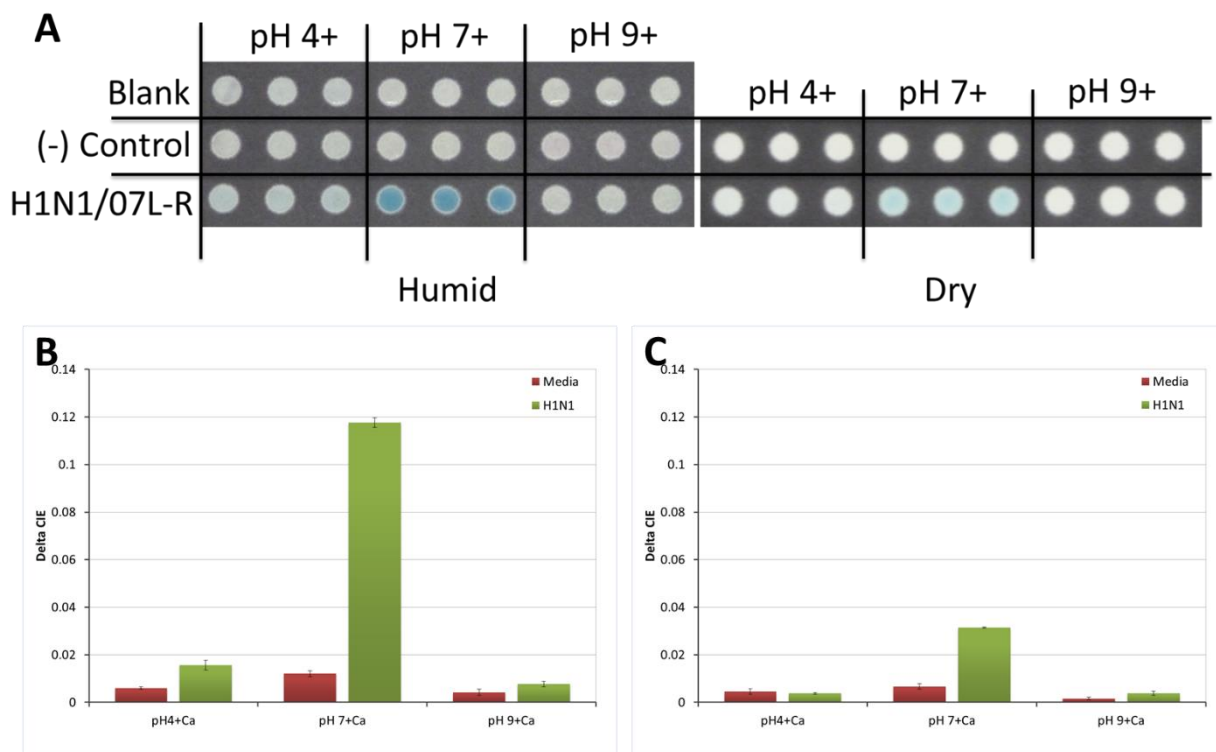 A
pH 4+ pH 7+ pH 9+
Blank
pH 4+ pH 7+ pH 9+
(-) Control
H1N1/07L-R
Humid Dry
B
0.14
0.12
0.1
0.08
0.06
0.04
0.02
0
Delta CIE
Media
H1N1
pH4+Ca pH 7+Ca pH 9+Ca
C
0.14
0.12
0.1
0.08
0.06
0.04
0.02
0
Delta CIE
Media
H1N1
pH4+Ca pH 7+Ca pH 9+Ca